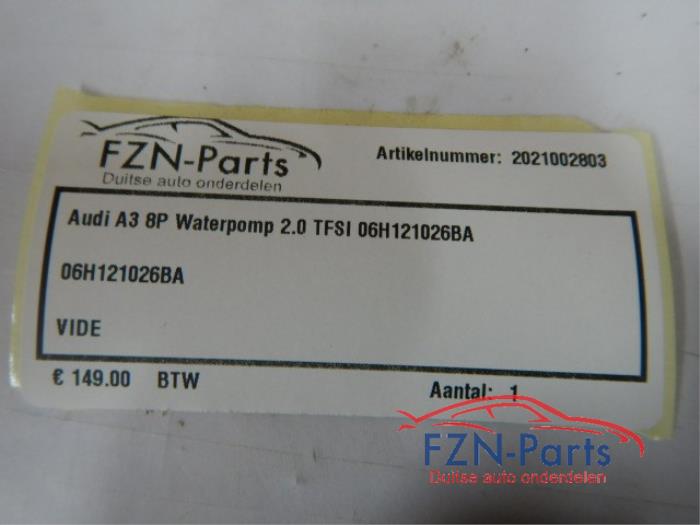 FZN-Parts
Duitse auto onderdelen
Artikelnummer: 2021002803
Audi A3 8P Waterpomp 2.0 TFSI 06H121026BA
06H121026BA
VIDE
€ 149.00 BTW
Aantal: 1
FZN-Parts
Duitse auto onderdelen